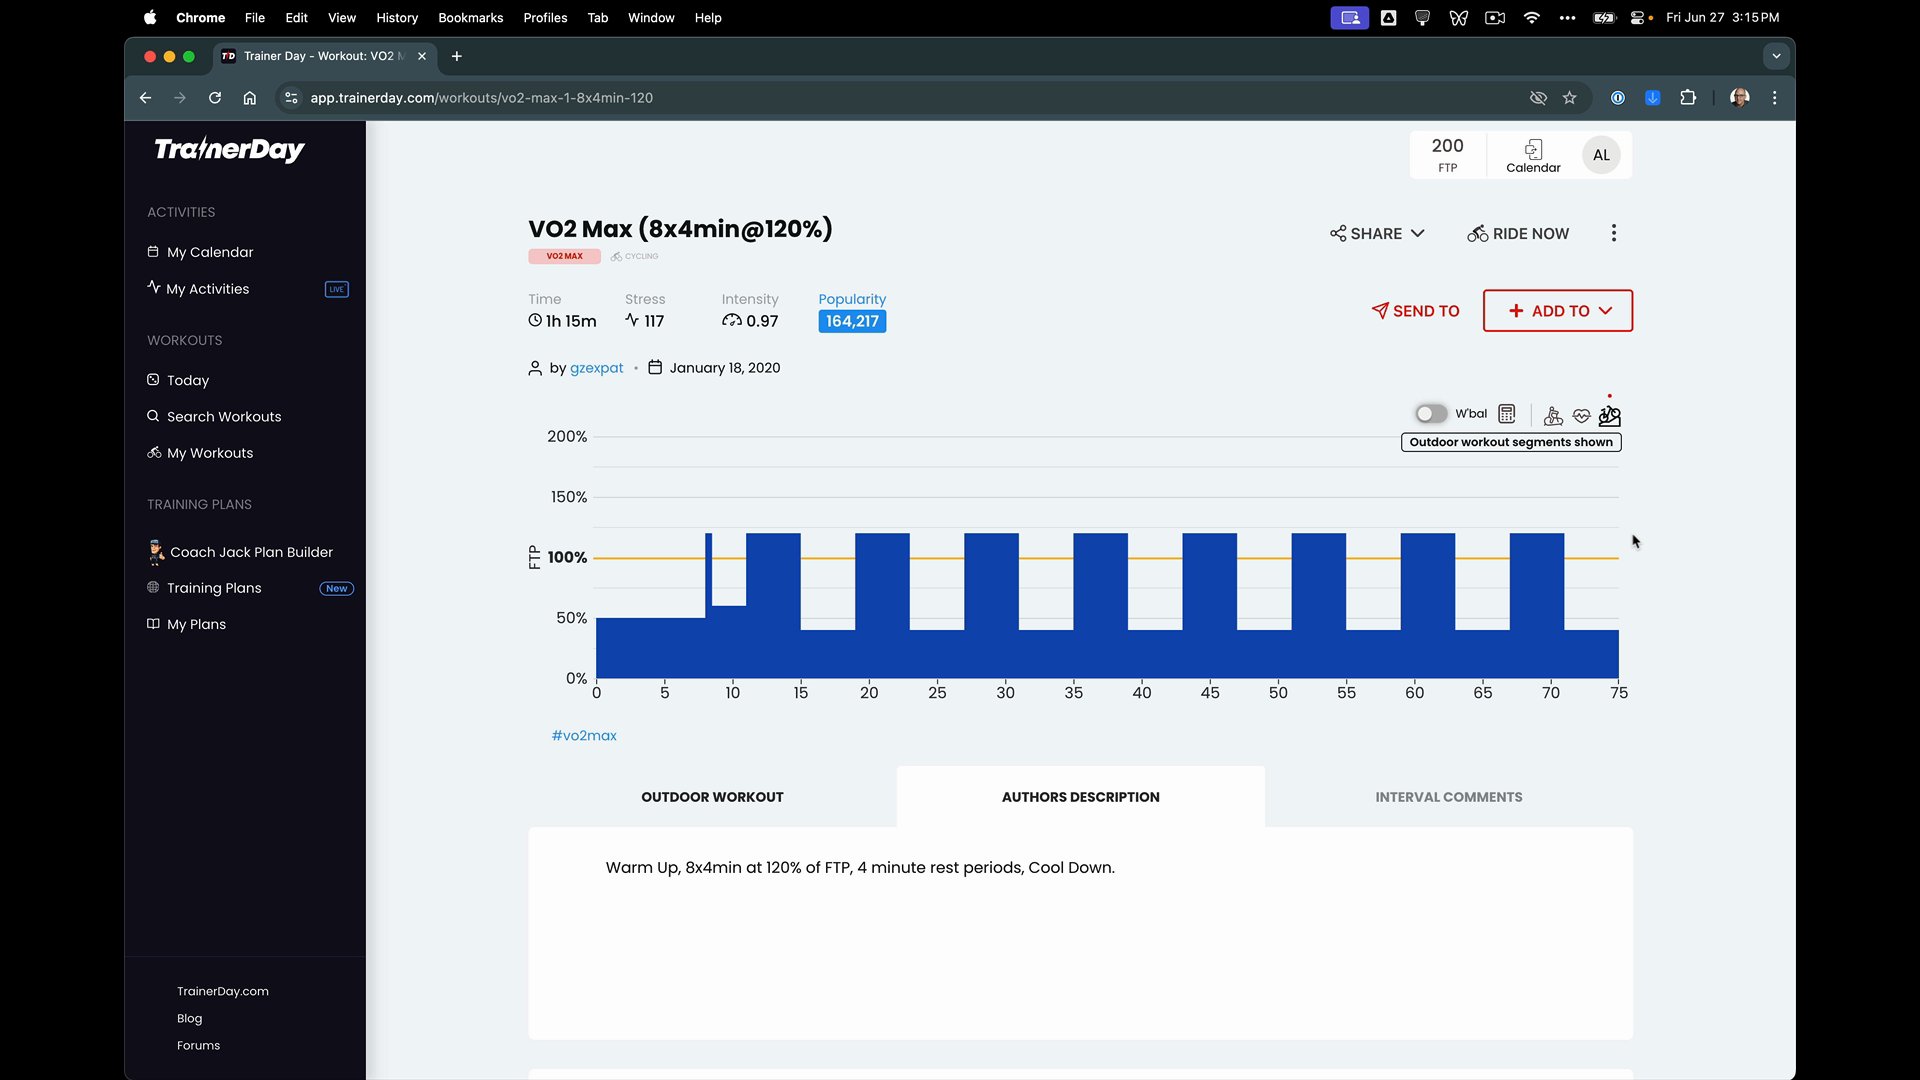 Chrome File Edit View History Bookmarks Profiles Tab Window Help
Fri Jun 27 3:15 PM
Trainer Day - Workout: VO2 M
app.trainerday.com/workouts/vo2-max-1-8x4min-120
TrainerDay
ACTIVITIES
My Calendar
My Activities LIVE
WORKOUTS
Today
Search Workouts
My Workouts
TRAINING PLANS
Coach Jack Plan Builder
Training Plans New
My Plans
TrainerDay.com
Blog
Forums
200
FTP
Calendar
AL
VO2 Max (8x4min@120%)
VO2 MAX CYCLING
SHARE RIDE NOW
Time Stress Intensity Popularity
1h 15m 117 0.97 164,217
SEND TO + ADD TO
by gzexpat • January 18, 2020
W'bal
Outdoor workout segments shown
200%
150%
100%
50%
0%
FTP
0 5 10 15 20 25 30 35 40 45 50 55 60 65 70 75
#vo2max
OUTDOOR WORKOUT AUTHORS DESCRIPTION INTERVAL COMMENTS
Warm Up, 8x4min at 120% of FTP, 4 minute rest periods, Cool Down.